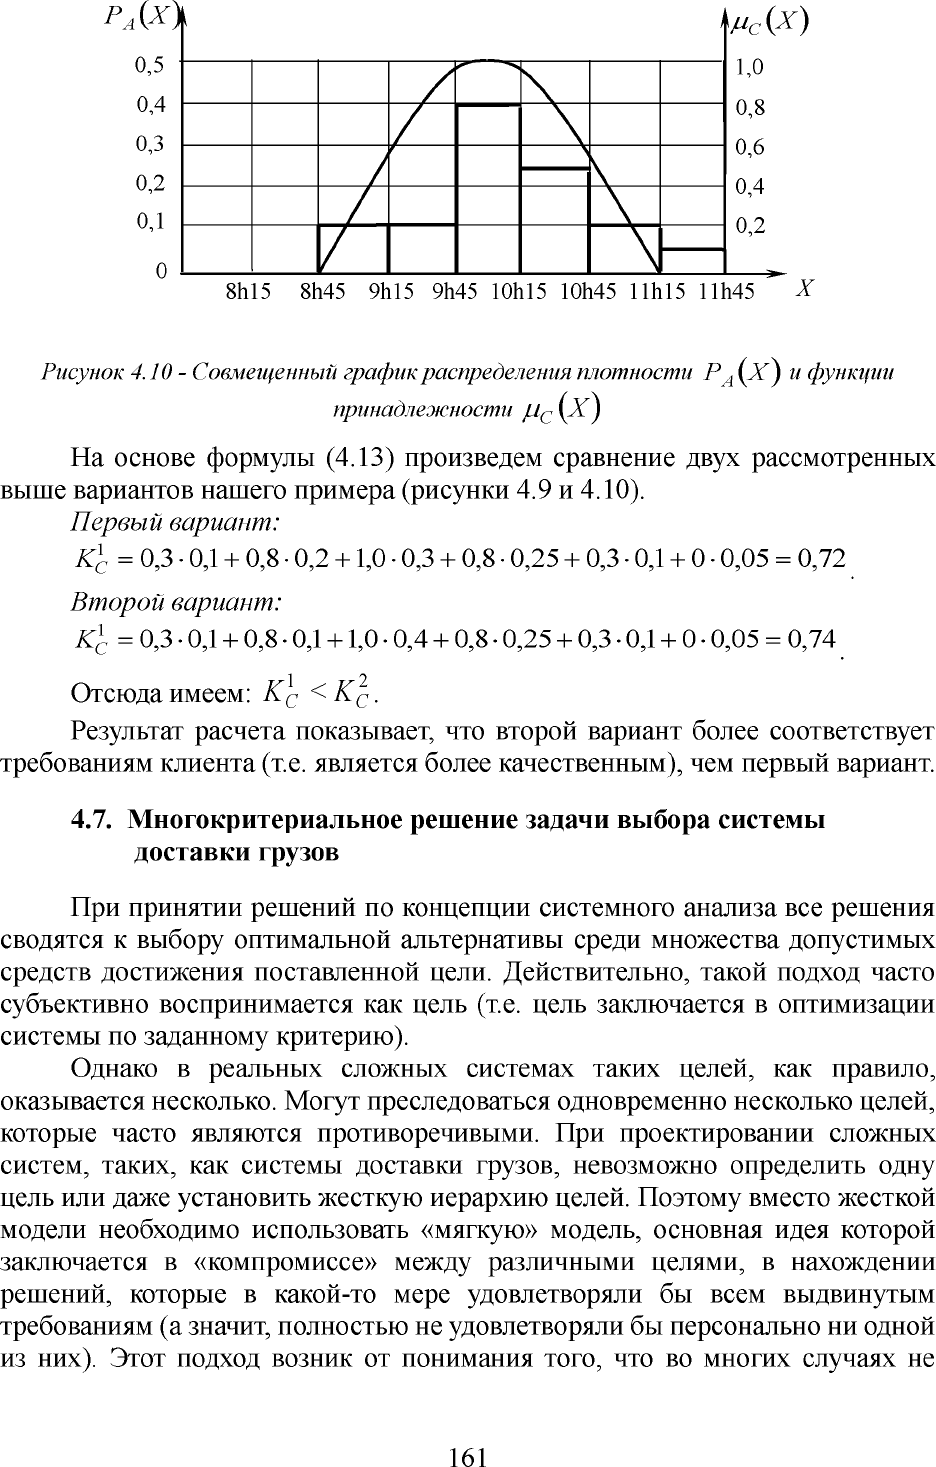 P_A(X) μ_C(X)
0,5 1,0
0,4 0,8
0,3 0,6
0,2 0,4
0,1 0,2
0
8h15 8h45 9h15 9h45 10h15 10h45 11h15 11h45 X
Рисунок 4.10 - Совмещенный график распределения плотности P_A(X) и функции
принадлежности μ_C(X)
На основе формулы (4.13) произведем сравнение двух рассмотренных
выше вариантов нашего примера (рисунки 4.9 и 4.10).
Первый вариант:
K_C^1 = 0,3·0,1+0,8·0,2+1,0·0,3+0,8·0,25+0,3·0,1+0·0,05=0,72.
Второй вариант:
K_C^1 = 0,3·0,1+0,8·0,1+1,0·0,4+0,8·0,25+0,3·0,1+0·0,05=0,74.
Отсюда имеем: K_C^1 < K_C^2.
Результат расчета показывает, что второй вариант более соответствует
требованиям клиента (т.е. является более качественным), чем первый вариант.
4.7. Многокритериальное решение задачи выбора системы
доставки грузов
При принятии решений по концепции системного анализа все решения
сводятся к выбору оптимальной альтернативы среди множества допустимых
средств достижения поставленной цели. Действительно, такой подход часто
субъективно воспринимается как цель (т.е. цель заключается в оптимизации
системы по заданному критерию).
Однако в реальных сложных системах таких целей, как правило,
оказывается несколько. Могут преследоваться одновременно несколько целей,
которые часто являются противоречивыми. При проектировании сложных
систем, таких, как системы доставки грузов, невозможно определить одну
цель или даже установить жесткую иерархию целей. Поэтому вместо жесткой
модели необходимо использовать «мягкую» модель, основная идея которой
заключается в «компромиссе» между различными целями, в нахождении
решений, которые в какой-то мере удовлетворяли бы всем выдвинутым
требованиям (а значит, полностью не удовлетворяли бы персонально ни одной
из них). Этот подход возник от понимания того, что во многих случаях не
161